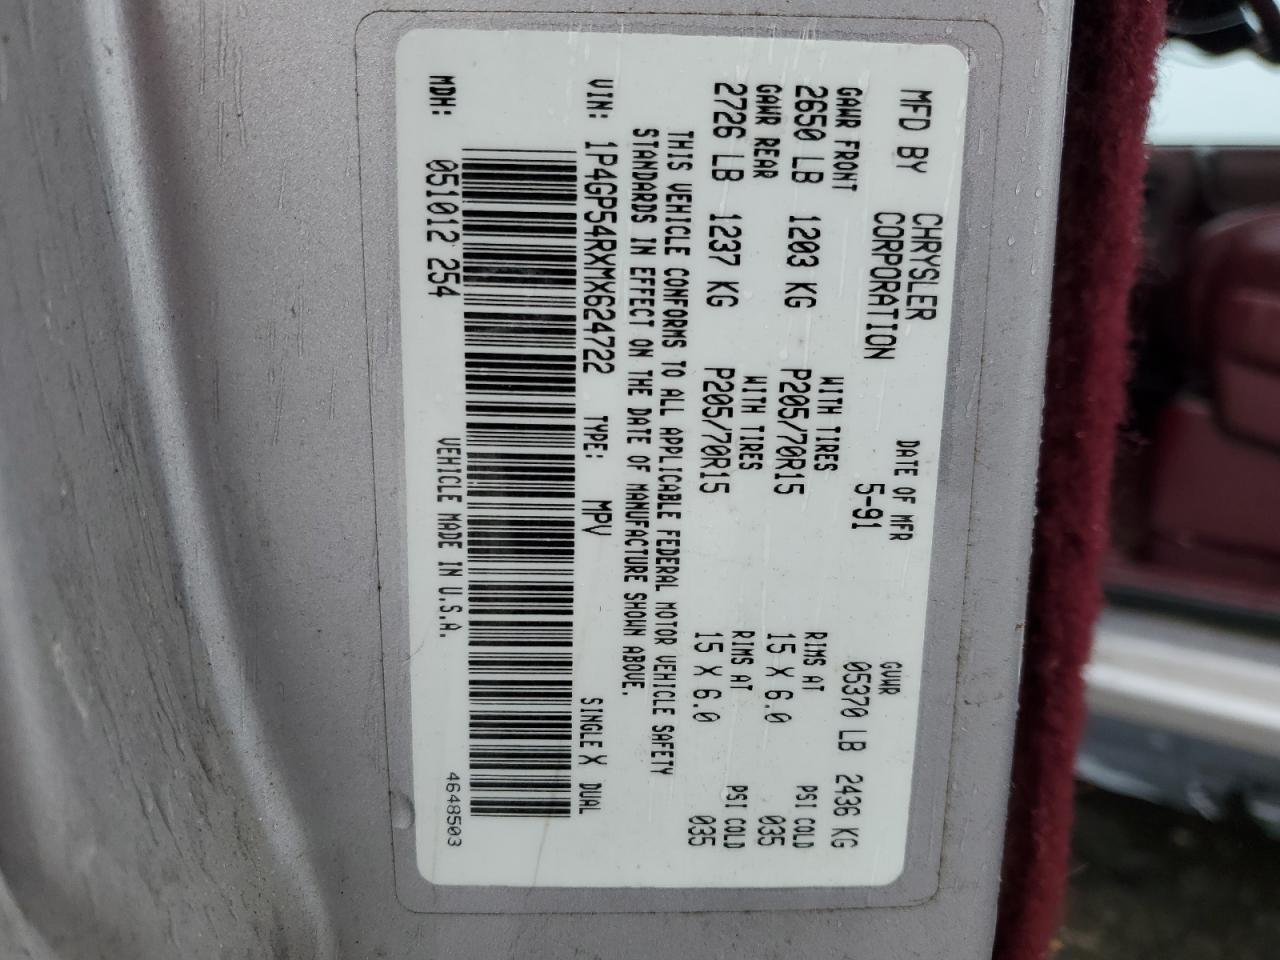 MFD BY CHRYSLER CORPORATION DATE OF MFR 5-91 GVWR 05370 LB 2436 KG
GAWR FRONT WITH TIRES RIMS AT PSI COLD
2650 LB 1203 KG P205/70R15 15 X 6.0 035
GAWR REAR WITH TIRES RIMS AT PSI COLD
2726 LB 1237 KG P205/70R15 15 X 6.0 035
THIS VEHICLE CONFORMS TO ALL APPLICABLE FEDERAL MOTOR VEHICLE SAFETY
STANDARDS IN EFFECT ON THE DATE OF MANUFACTURE SHOWN ABOVE.
VIN: 1P4GP54RXMX624722 TYPE: MPV SINGLE X DUAL
MDH: 051012 254 VEHICLE MADE IN U.S.A. 4648503